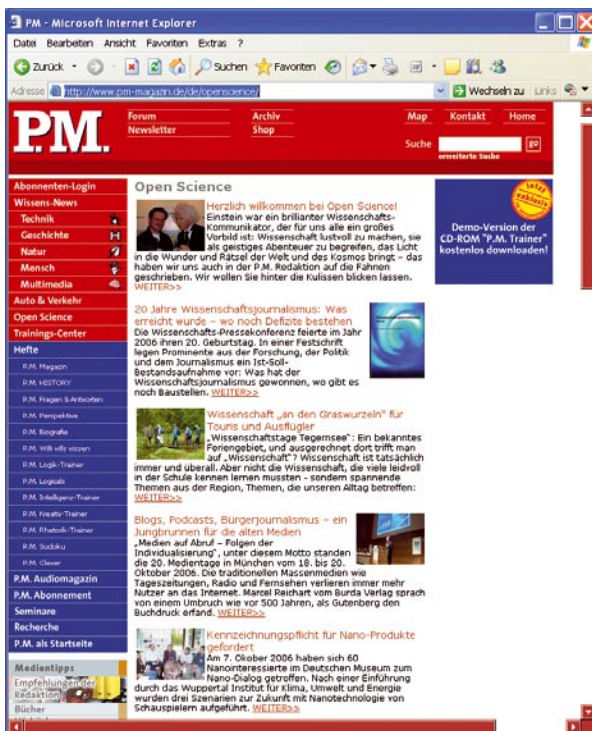 PM - Microsoft Internet Explorer
Datei Bearbeiten Ansicht Favoriten Extras ?
Zurück Suchen Favoriten
Adresse http://www.pm-magazin.de/de/openscience/ Wechseln zu Links
P.M.
Forum Archiv Map Kontakt Home
Newsletter Shop
Suche go
erweiterte Suche
Abonnenten-Login
Wissens-News
Technik
Geschichte
Natur
Mensch
Multimedia
Auto & Verkehr
Open Science
Trainings-Center
Hefte
P.M. Magazin
P.M. HISTORY
P.M. Fragen & Antworten
P.M. Perspektive
P.M. Biografie
P.M. Willi wills wissen
P.M. Logik-Trainer
P.M. Logicals
P.M. Intelligenz-Trainer
P.M. Kreativ-Trainer
P.M. Rhetorik-Trainer
P.M. Sudoku
P.M. Clever
P.M. Audiomagazin
P.M. Abonnement
Seminare
Recherche
P.M. als Startseite
Medientipps
Empfehlungen der
Redaktion
Bücher
Open Science
Herzlich willkommen bei Open Science!
Einstein war ein brillianter Wissenschafts-
Kommunikator, der für uns alle ein großes
Vorbild ist: Wissenschaft lustvoll zu machen, sie
als geistiges Abenteuer zu begreifen, das Licht
in die Wunder und Rätsel der Welt und des Kosmos bringt – das
haben wir uns auch in der P.M. Redaktion auf die Fahnen
geschrieben. Wir wollen Sie hinter die Kulissen blicken lassen.
WEITER>>
20 Jahre Wissenschaftsjournalismus: Was
erreicht wurde – wo noch Defizite bestehen
Die Wissenschafts-Pressekonferenz feierte im Jahr
2006 ihren 20. Geburtstag. In einer Festschrift
legen Prominente aus der Forschung, der Politik
und dem Journalismus ein Ist-Soll-
Bestandsaufnahme vor: Was hat der
Wissenschaftsjournalismus gewonnen, wo gibt es
noch Baustellen. WEITER>>
Wissenschaft „an den Graswurzeln" für
Touris und Ausflügler
„Wissenschaftstage Tegernsee": Ein bekanntes
Feriengebiet, und ausgerechnet dort trifft man
auf „Wissenschaft"? Wissenschaft ist tatsächlich
immer und überall. Aber nicht die Wissenschaft, die viele leidvoll
in der Schule kennen lernen mussten - sondern spannende
Themen aus der Region, Themen, die unseren Alltag betreffen:
WEITER>>
Blogs, Podcasts, Bürgerjournalismus – ein
Jungbrunnen für die alten Medien
„Medien auf Abruf – Folgen der
Individualisierung", unter diesem Motto standen
die 20. Medientage in München vom 18. bis 20.
Oktober 2006. Die traditionellen Massenmedien wie
Tageszeitungen, Radio und Fernsehen verlieren immer mehr
Nutzer an das Internet. Marcel Reichart vom Burda Verlag sprach
von einem Umbruch wie vor 500 Jahren, als Gutenberg den
Buchdruck erfand. WEITER>>
Kennzeichnungspflicht für Nano-Produkte
gefordert
Am 7. Okober 2006 haben sich 60
Nanointeressierte im Deutschen Museum zum
Nano-Dialog getroffen. Nach einer Einführung
durch das Wuppertal Institut für Klima, Umwelt und Energie
wurden drei Szenarien zur Zukunft mit Nanotechnologie von
Schauspielern aufgeführt. WEITER>>
Jetzt
exklusiv
Demo-Version der
CD-ROM "P.M. Trainer"
kostenlos downloaden!